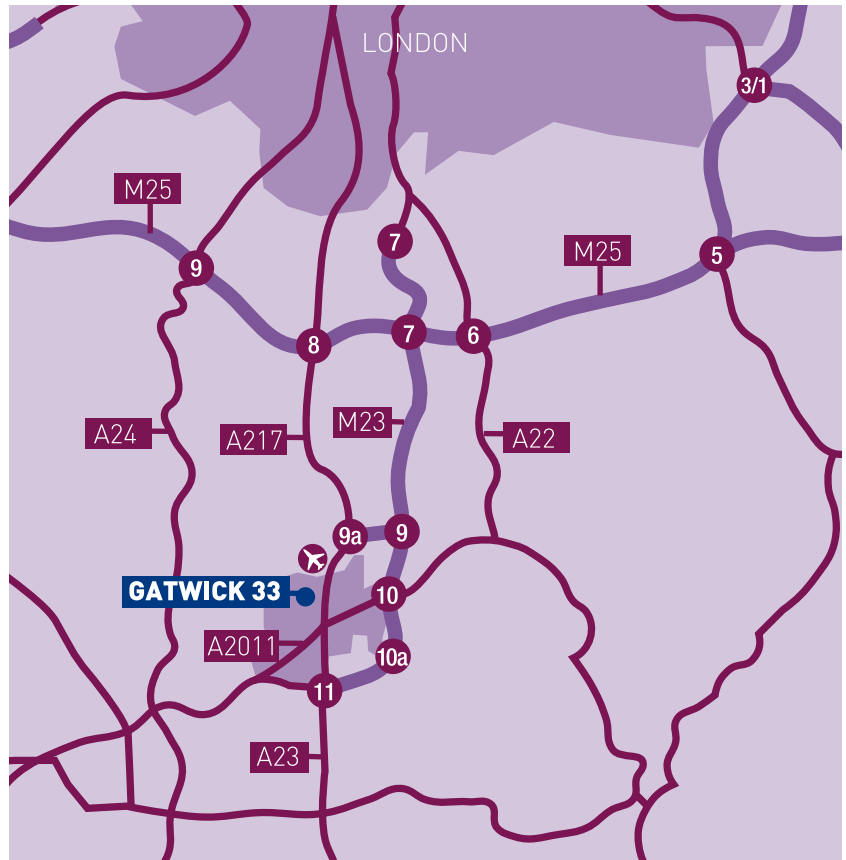 LONDON
3/1
M25
7
M25
5
9
7
6
8
M23
A24
A217
A22
9
9a
GATWICK 33
10
A2011
10a
11
A23